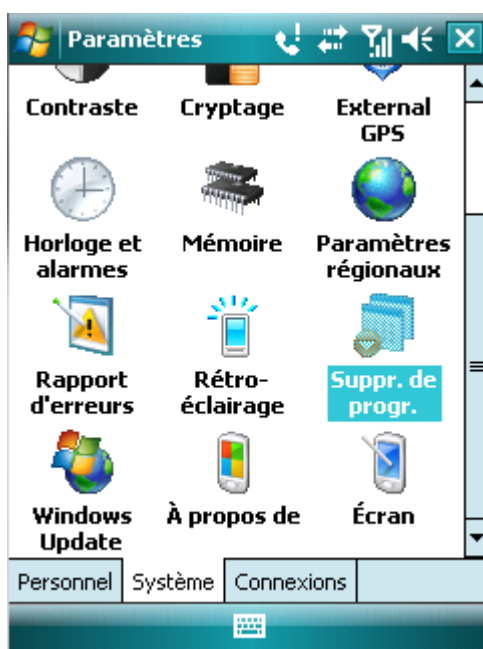 Paramètres
Contraste
Cryptage
External
GPS
Horloge et
alarmes
Mémoire
Paramètres
régionaux
Rapport
d'erreurs
Rétro-
éclairage
Suppr. de
progr.
Windows
Update
À propos de
Écran
Personnel
Système
Connexions